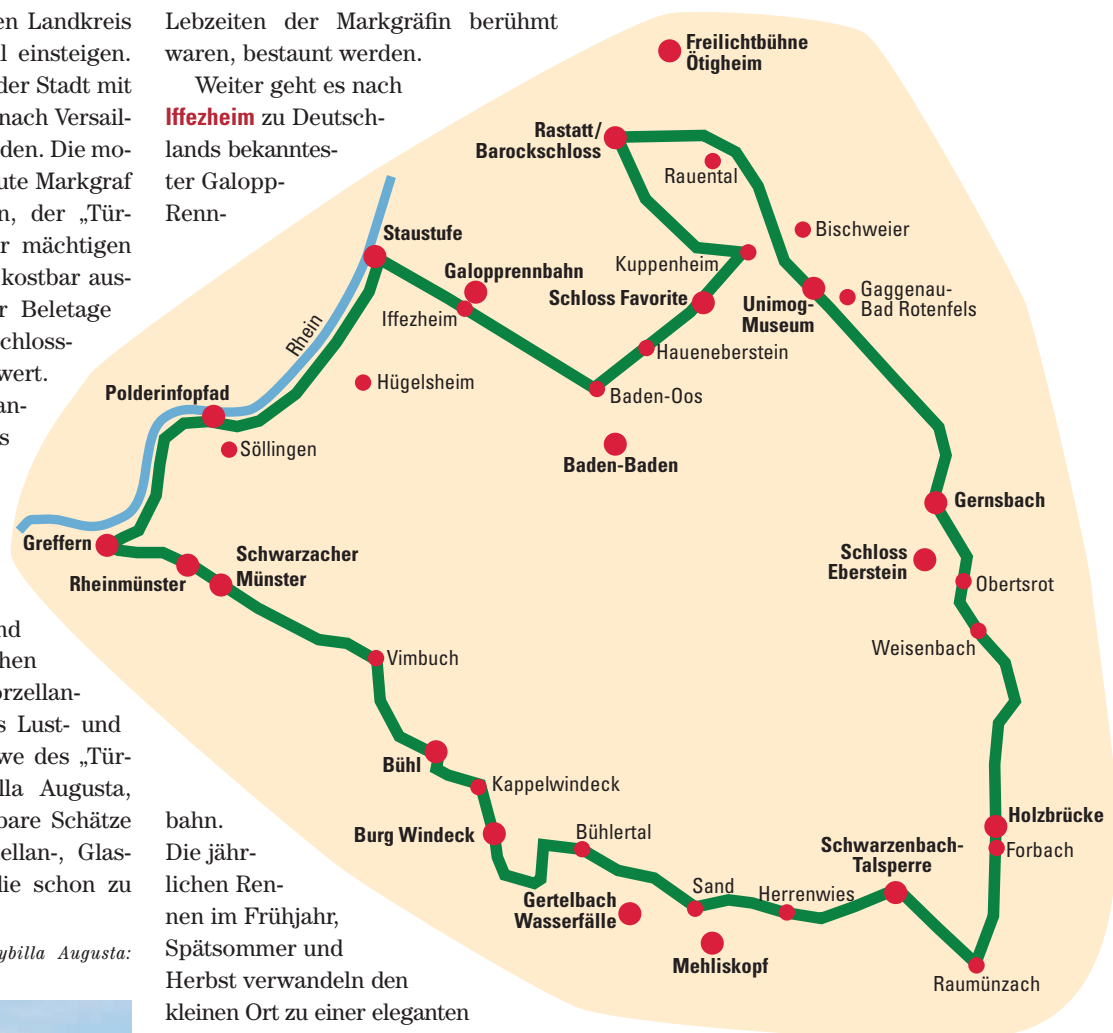 en Landkreis
l einsteigen.
der Stadt mit
nach Versail-
den. Die mo-
ute Markgraf
n, der „Tür-
r mächtigen
kostbar aus-
r Beletage
chloss-
wert.
an-
s
nd
hen
orzellan-
s Lust- und
we des „Tür-
lla Augusta,
bare Schätze
ellan-, Glas-
lie schon zu
ybilla Augusta:
Lebzeiten der Markgräfin berühmt
waren, bestaunt werden.
Weiter geht es nach
Iffezheim zu Deutsch-
lands bekanntes-
ter Galopp-
Renn-
bahn.
Die jähr-
lichen Ren-
nen im Frühjahr,
Spätsommer und
Herbst verwandeln den
kleinen Ort zu einer eleganten
Freilichtbühne
Ötigheim
Rastatt/
Barockschloss
Rauental
Bischweier
Staustufe
Kuppenheim
Galopprennbahn
Schloss Favorite
Unimog-
Museum
Gaggenau-
Bad Rotenfels
Iffezheim
Rhein
Haueneberstein
Hügelsheim
Baden-Oos
Polderinfopfad
Söllingen
Baden-Baden
Gernsbach
Greffern
Rheinmünster
Schwarzacher
Münster
Schloss
Eberstein
Obertsrot
Weisenbach
Vimbuch
Bühl
Kappelwindeck
Burg Windeck
Bühlertal
Holzbrücke
Forbach
Schwarzenbach-
Talsperre
Gertelbach
Wasserfälle
Sand
Herrenwies
Mehliskopf
Raumünzach